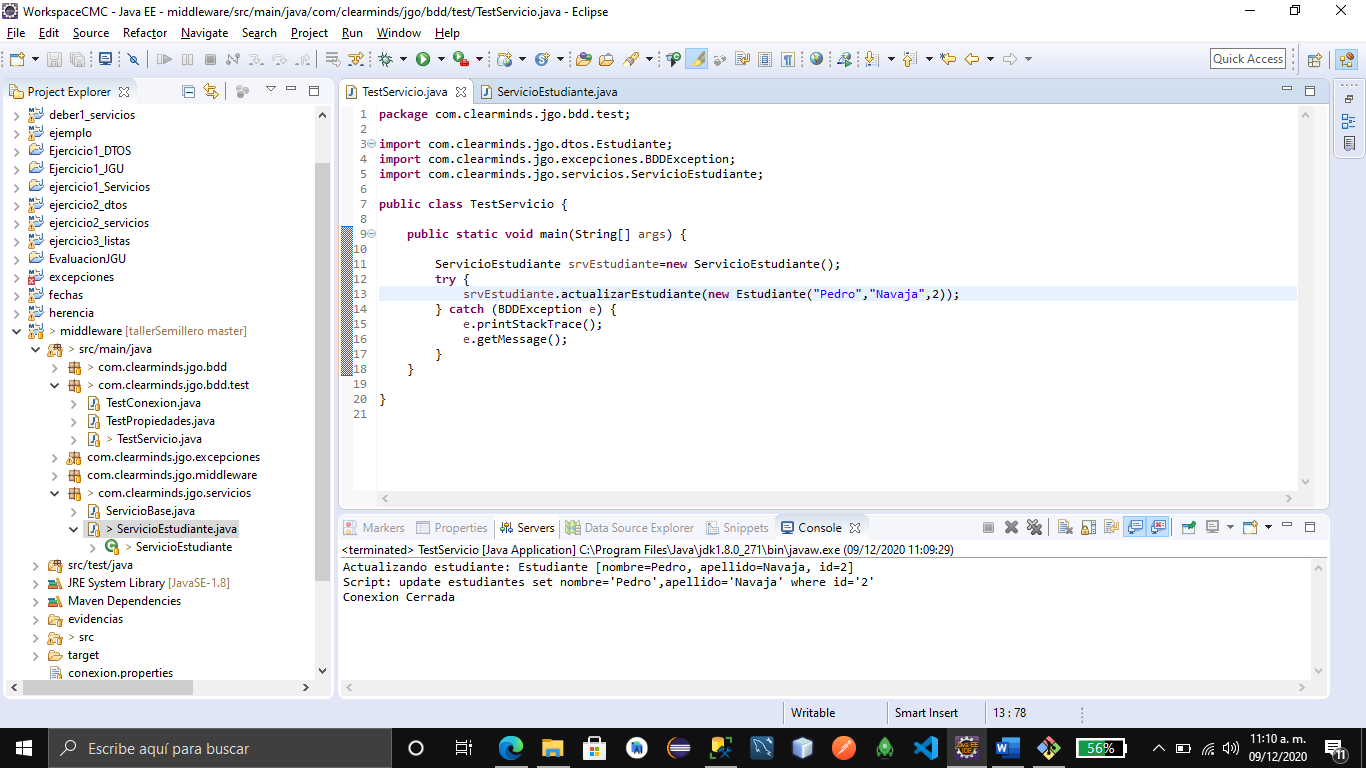 WorkspaceCMC - Java EE - middleware/src/main/java/com/clearminds/jgo/bdd/test/TestServicio.java - Eclipse
File Edit Source Refactor Navigate Search Project Run Window Help
Quick Access
Project Explorer
deber1_servicios
ejemplo
Ejercicio1_DTOS
Ejercicio1_JGU
ejercicio1_Servicios
ejercicio2_dtos
ejercicio2_servicios
ejercicio3_listas
EvaluacionJGU
excepciones
fechas
herencia
> middleware [tallerSemillero master]
> src/main/java
> com.clearminds.jgo.bdd
> com.clearminds.jgo.bdd.test
TestConexion.java
TestPropiedades.java
> TestServicio.java
com.clearminds.jgo.excepciones
com.clearminds.jgo.middleware
> com.clearminds.jgo.servicios
ServicioBase.java
> ServicioEstudiante.java
> ServicioEstudiante
src/test/java
JRE System Library [JavaSE-1.8]
Maven Dependencies
evidencias
> src
target
conexion.properties
TestServicio.java ServicioEstudiante.java
1 package com.clearminds.jgo.bdd.test;
2
3 import com.clearminds.jgo.dtos.Estudiante;
4 import com.clearminds.jgo.excepciones.BDDException;
5 import com.clearminds.jgo.servicios.ServicioEstudiante;
6
7 public class TestServicio {
8
9 public static void main(String[] args) {
10
11 ServicioEstudiante srvEstudiante=new ServicioEstudiante();
12 try {
13 srvEstudiante.actualizarEstudiante(new Estudiante("Pedro","Navaja",2));
14 } catch (BDDException e) {
15 e.printStackTrace();
16 e.getMessage();
17 }
18 }
19
20 }
21
Markers Properties Servers Data Source Explorer Snippets Console
<terminated> TestServicio [Java Application] C:\Program Files\Java\jdk1.8.0_271\bin\javaw.exe (09/12/2020 11:09:29)
Actualizando estudiante: Estudiante [nombre=Pedro, apellido=Navaja, id=2]
Script: update estudiantes set nombre='Pedro',apellido='Navaja' where id='2'
Conexion Cerrada
Writable Smart Insert 13 : 78
Escribe aquí para buscar
56%
11:10 a. m.
09/12/2020
11